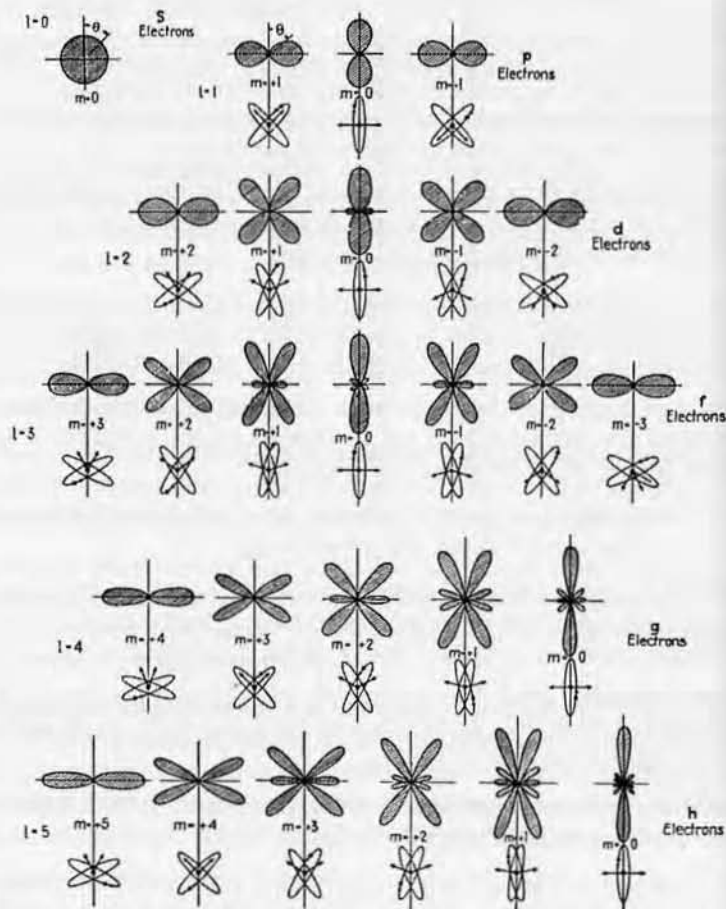 l=0
θ
S
Electrons
m=0
θ
l=1
m=+1
m=0
m=-1
p
Electrons
l=2
m=+2
m=+1
m=0
m=-1
m=-2
d
Electrons
l=3
m=+3
m=+2
m=+1
m=0
m=-1
m=-2
m=-3
f
Electrons
l=4
m=+4
m=+3
m=+2
m=+1
m=0
g
Electrons
l=5
m=+5
m=+4
m=+3
m=+2
m=+1
m=0
h
Electrons